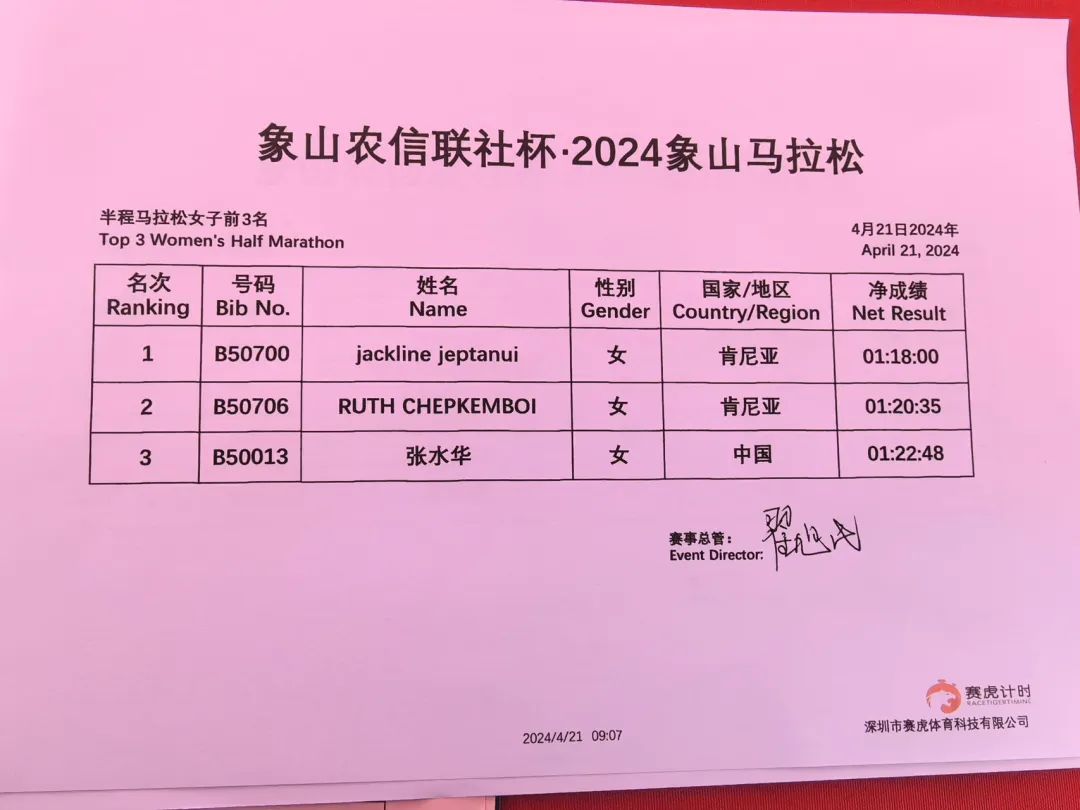 象山农信联社杯·2024象山马拉松
半程马拉松女子前3名
Top 3 Women's Half Marathon
4月21日2024年
April 21, 2024
名次 号码 姓名 性别 国家/地区 净成绩
Ranking Bib No. Name Gender Country/Region Net Result
1 B50700 jackline jeptanui 女 肯尼亚 01:18:00
2 B50706 RUTH CHEPKEMBOI 女 肯尼亚 01:20:35
3 B50013 张水华 女 中国 01:22:48
赛事总管：
Event Director:
赛虎计时
RACETIGERTIMING
深圳市赛虎体育科技有限公司
2024/4/21 09:07